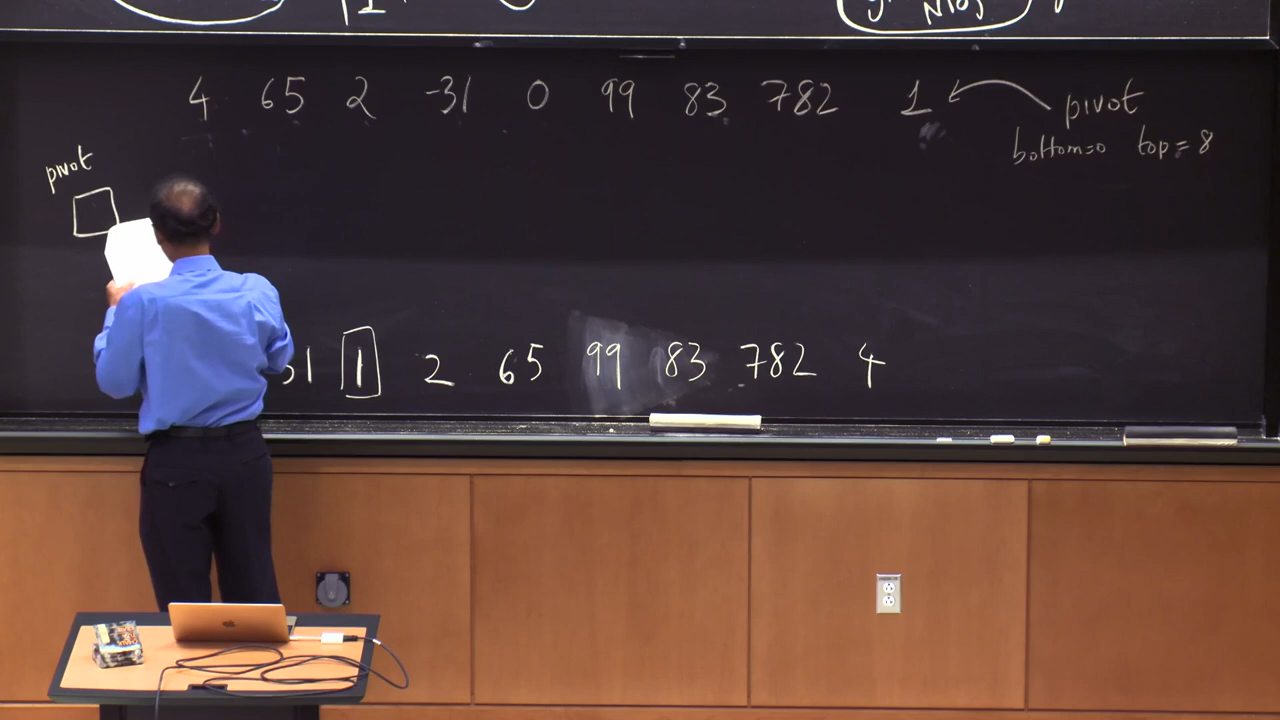 4 65 2 -31 0 99 83 782 1 pivot
bottom=0 top=8
pivot
31 1 2 65 99 83 782 4